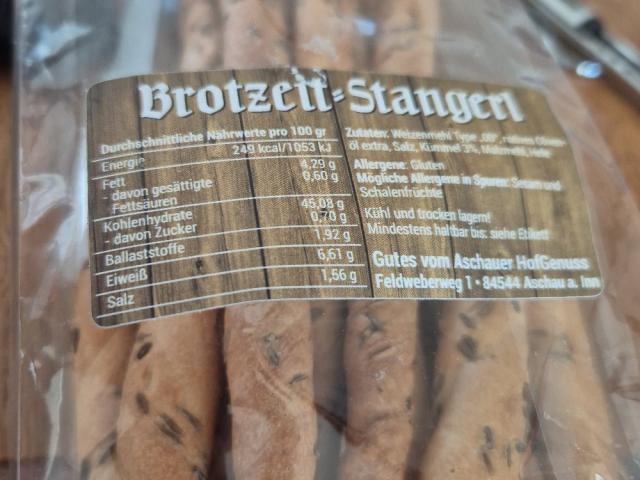 Brotzeit-Stangerl
Durchschnittliche Nährwerte pro 100 gr
Energie 249 kcal/1053 kJ
Fett 4,29 g
- davon gesättigte Fettsäuren 0,60 g
Kohlenhydrate 45,08 g
- davon Zucker 0,70 g
Ballaststoffe 1,92 g
Eiweiß 6,61 g
Salz 1,56 g
Zutaten: Weizenmehl Type „00“, natives Oliven-
öl extra, Salz, Kümmel 3%,
Allergene: Gluten
Mögliche Allergene in Spuren: Sesam und
Schalenfrüchte
Kühl und trocken lagern!
Mindestens haltbar bis: siehe Etikett
Gutes vom Aschauer HofGenuss
Feldweberweg 1 • 84544 Aschau a. Inn